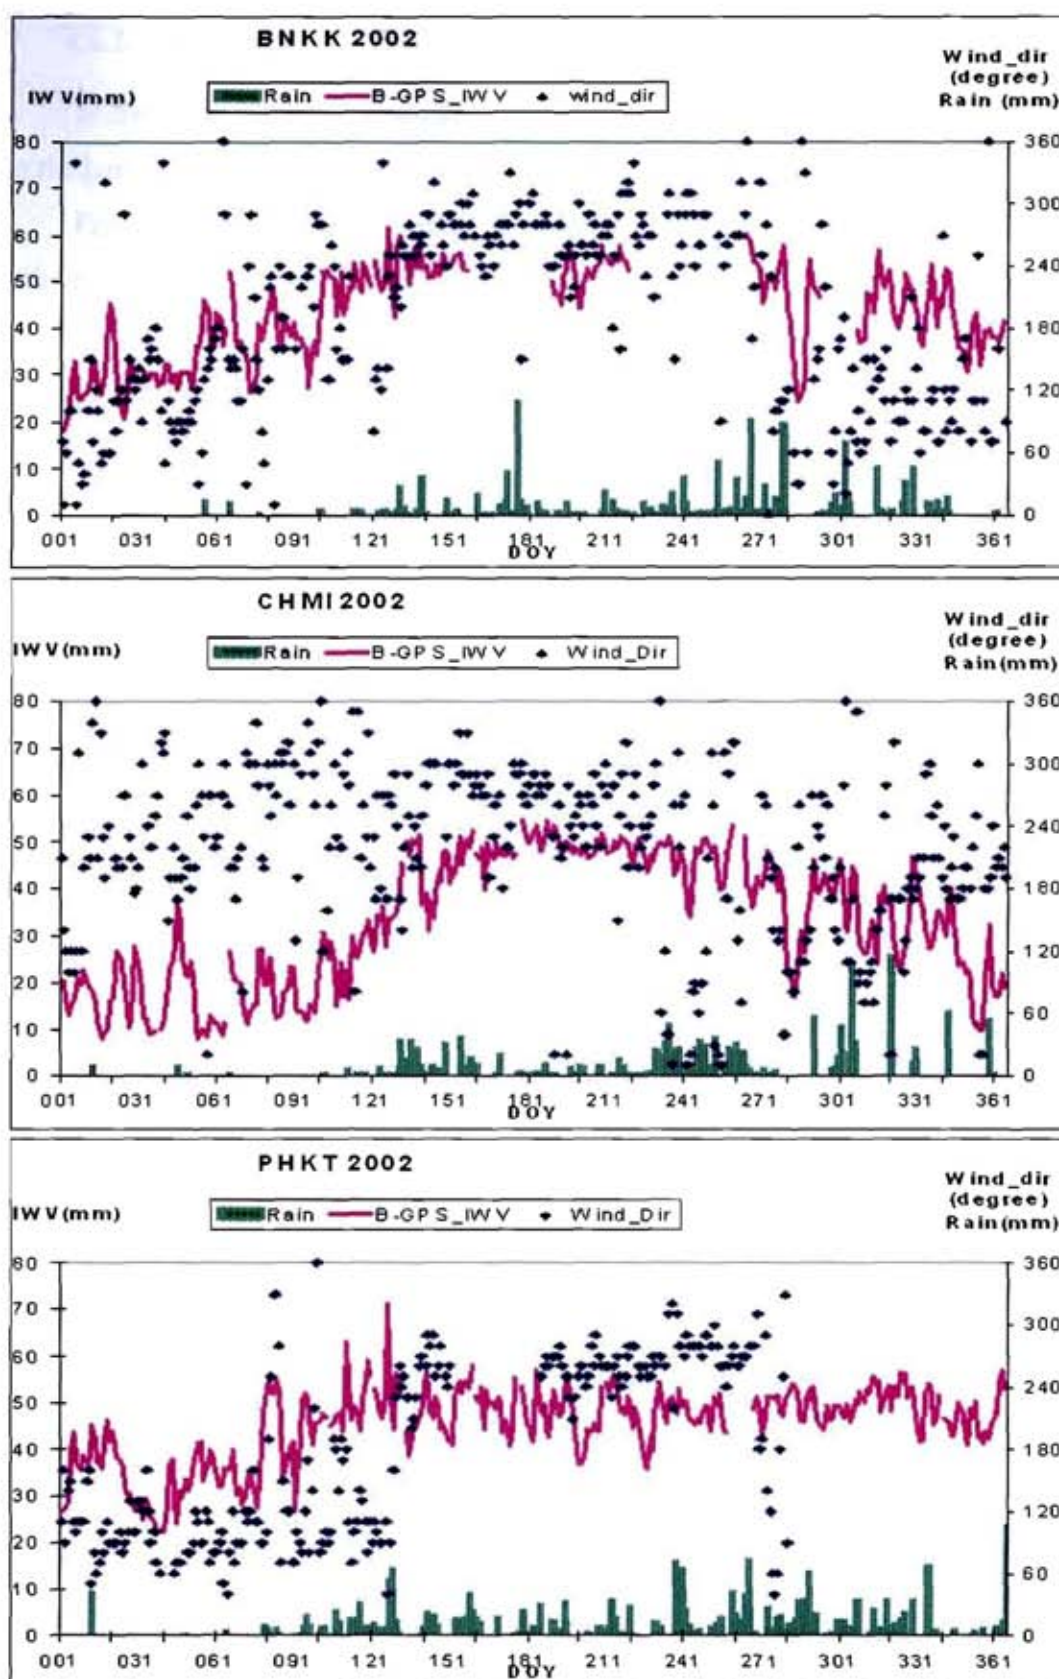 BNKK 2002
Wind_dir
(degree)
IWV(mm)
Rain
B-GPS_IWV
wind_dir
Rain (mm)
80
360
70
300
60
50
240
40
180
30
120
20
60
10
0
0
001 031 061 091 121 151 181 211 241 271 301 331 361
DOY
CHMI 2002
Wind_dir
(degree)
IWV(mm)
Rain
B-GPS_IWV
Wind_Dir
Rain(mm)
80
360
70
300
60
50
240
40
180
30
120
20
60
10
0
0
001 031 061 091 121 151 181 211 241 271 301 331 361
DOY
PHKT 2002
Wind_dir
(degree)
IWV(mm)
Rain
B-GPS_IWV
Wind_Dir
Rain(mm)
80
360
70
300
60
50
240
40
180
30
120
20
60
10
0
0
001 031 061 091 121 151 181 211 241 271 301 331 361
DOY